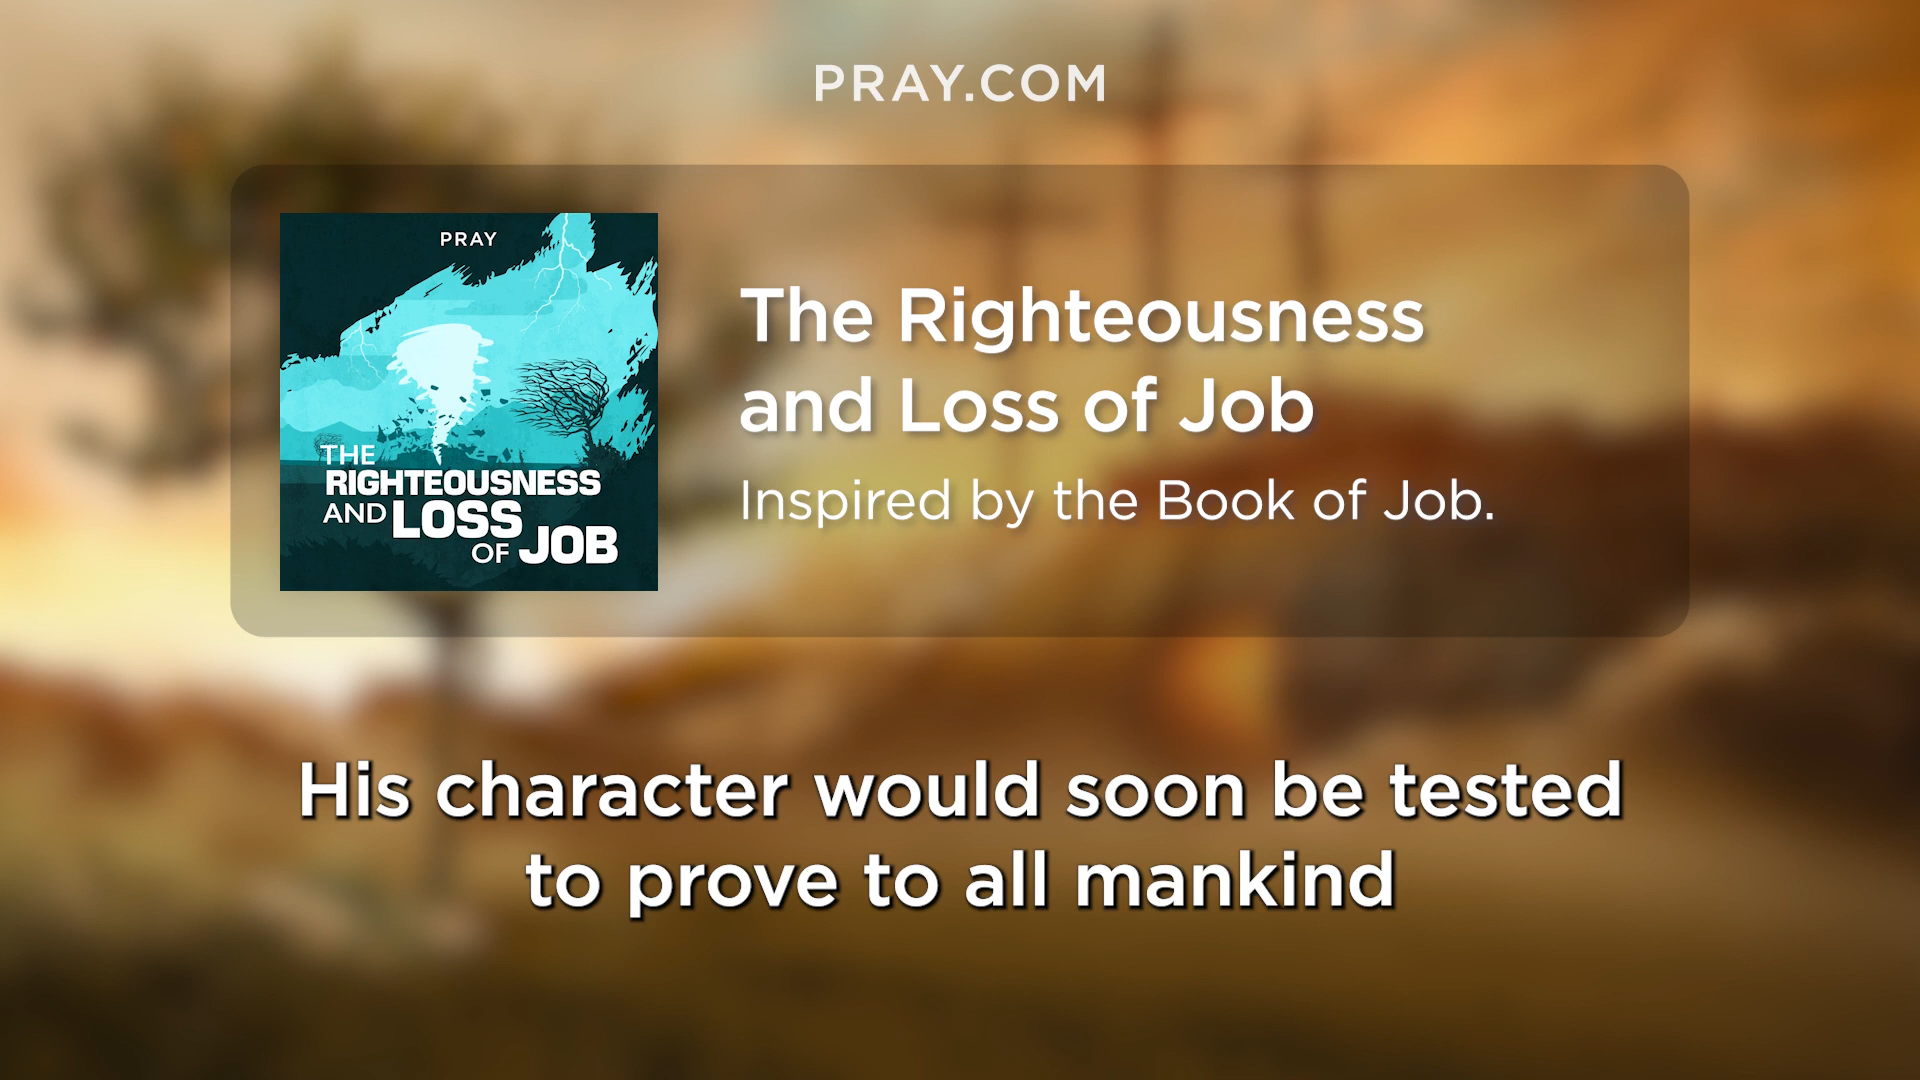 PRAY.COM
PRAY
THE
RIGHTEOUSNESS
AND LOSS
OF JOB
The Righteousness
and Loss of Job
Inspired by the Book of Job.
His character would soon be tested
to prove to all mankind